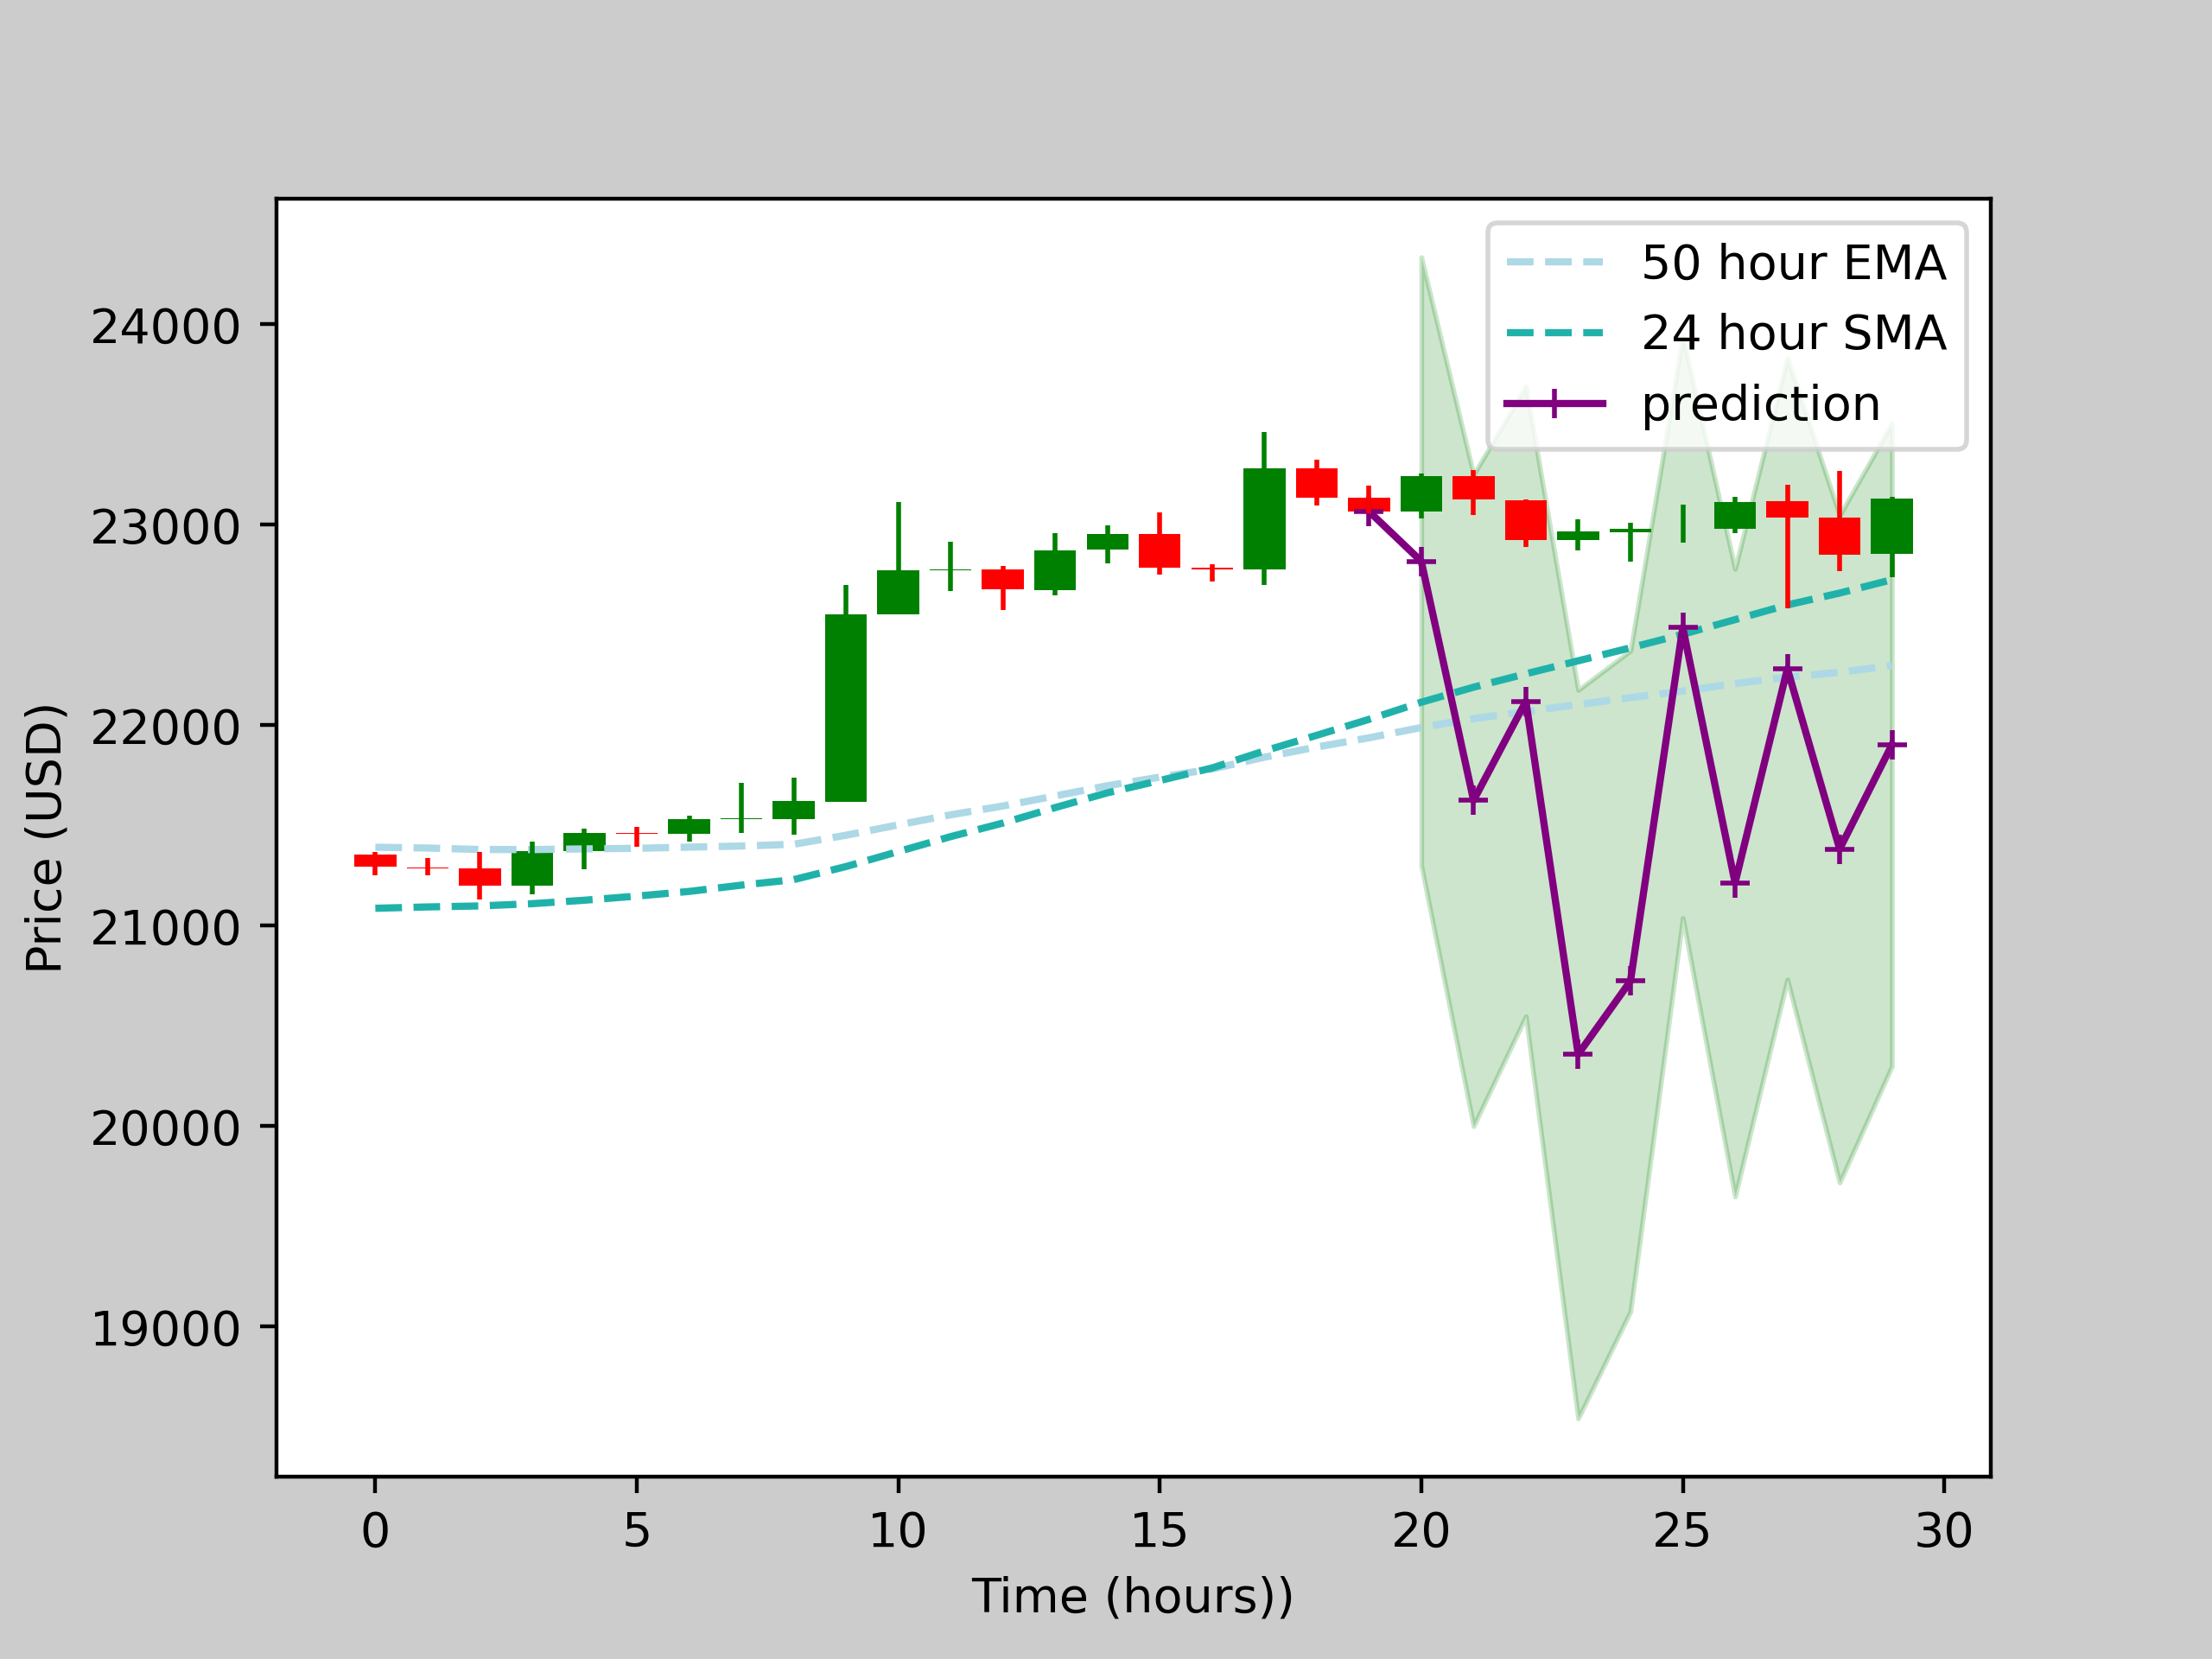 50 hour EMA
24 hour SMA
prediction
24000
23000
22000
21000
20000
19000
Price (USD)
0 5 10 15 20 25 30
Time (hours))